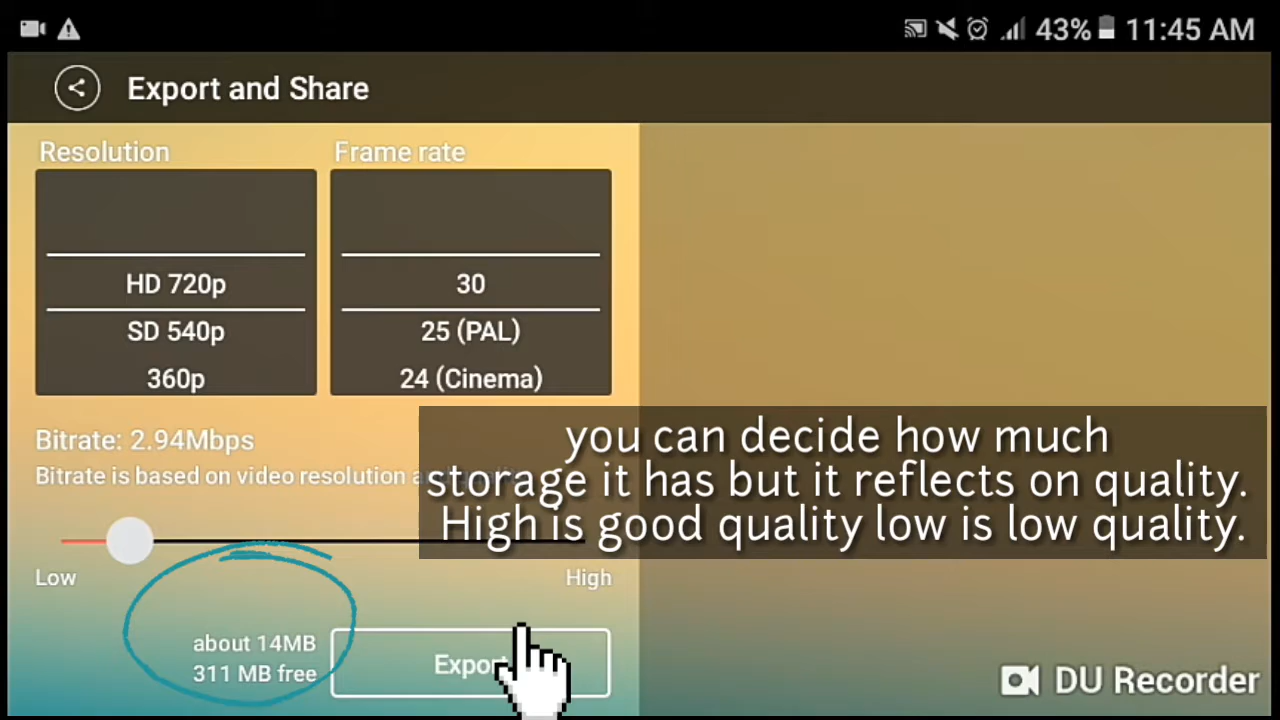 43% 11:45 AM
Export and Share
Resolution
Frame rate
HD 720p
SD 540p
360p
30
25 (PAL)
24 (Cinema)
Bitrate: 2.94Mbps
Bitrate is based on video resolution and quality
you can decide how much
storage it has but it reflects on quality.
High is good quality low is low quality.
Low
High
about 14MB
311 MB free
Export
DU Recorder